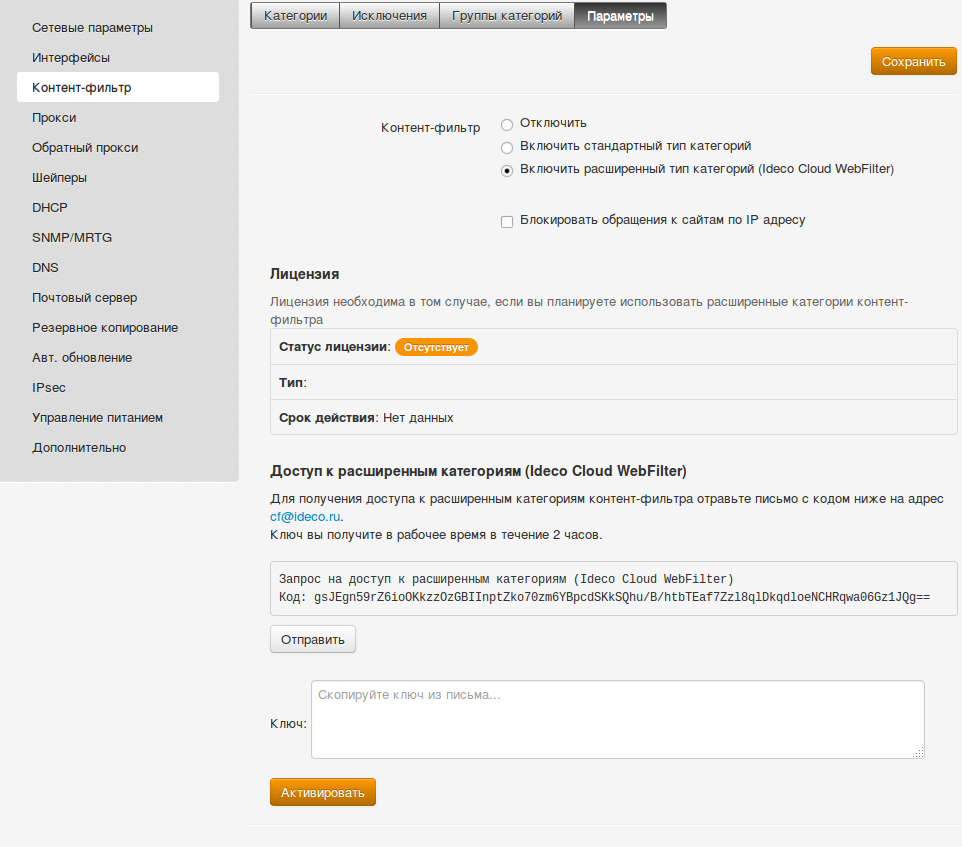 Сетевые параметры
Интерфейсы
Контент-фильтр
Прокси
Обратный прокси
Шейперы
DHCP
SNMP/MRTG
DNS
Почтовый сервер
Резервное копирование
Авт. обновление
IPsec
Управление питанием
Дополнительно
Категории Исключения Группы категорий Параметры
Сохранить
Контент-фильтр
Отключить
Включить стандартный тип категорий
Включить расширенный тип категорий (Ideco Cloud WebFilter)
Блокировать обращения к сайтам по IP адресу
Лицензия
Лицензия необходима в том случае, если вы планируете использовать расширенные категории контент-
фильтра
Статус лицензии: Отсутствует
Тип:
Срок действия: Нет данных
Доступ к расширенным категориям (Ideco Cloud WebFilter)
Для получения доступа к расширенным категориям контент-фильтра отравьте письмо с кодом ниже на адрес
cf@ideco.ru.
Ключ вы получите в рабочее время в течение 2 часов.
Запрос на доступ к расширенным категориям (Ideco Cloud WebFilter)
Код: gsJEgn59rZ6ioOKkzzOzGBIInptZko70zm6YBpcdSKkSQhu/B/htbTEaf7Zzl8qlDkqdloeNCHRqwa06Gz1JQg==
Отправить
Ключ:
Скопируйте ключ из письма...
Активировать